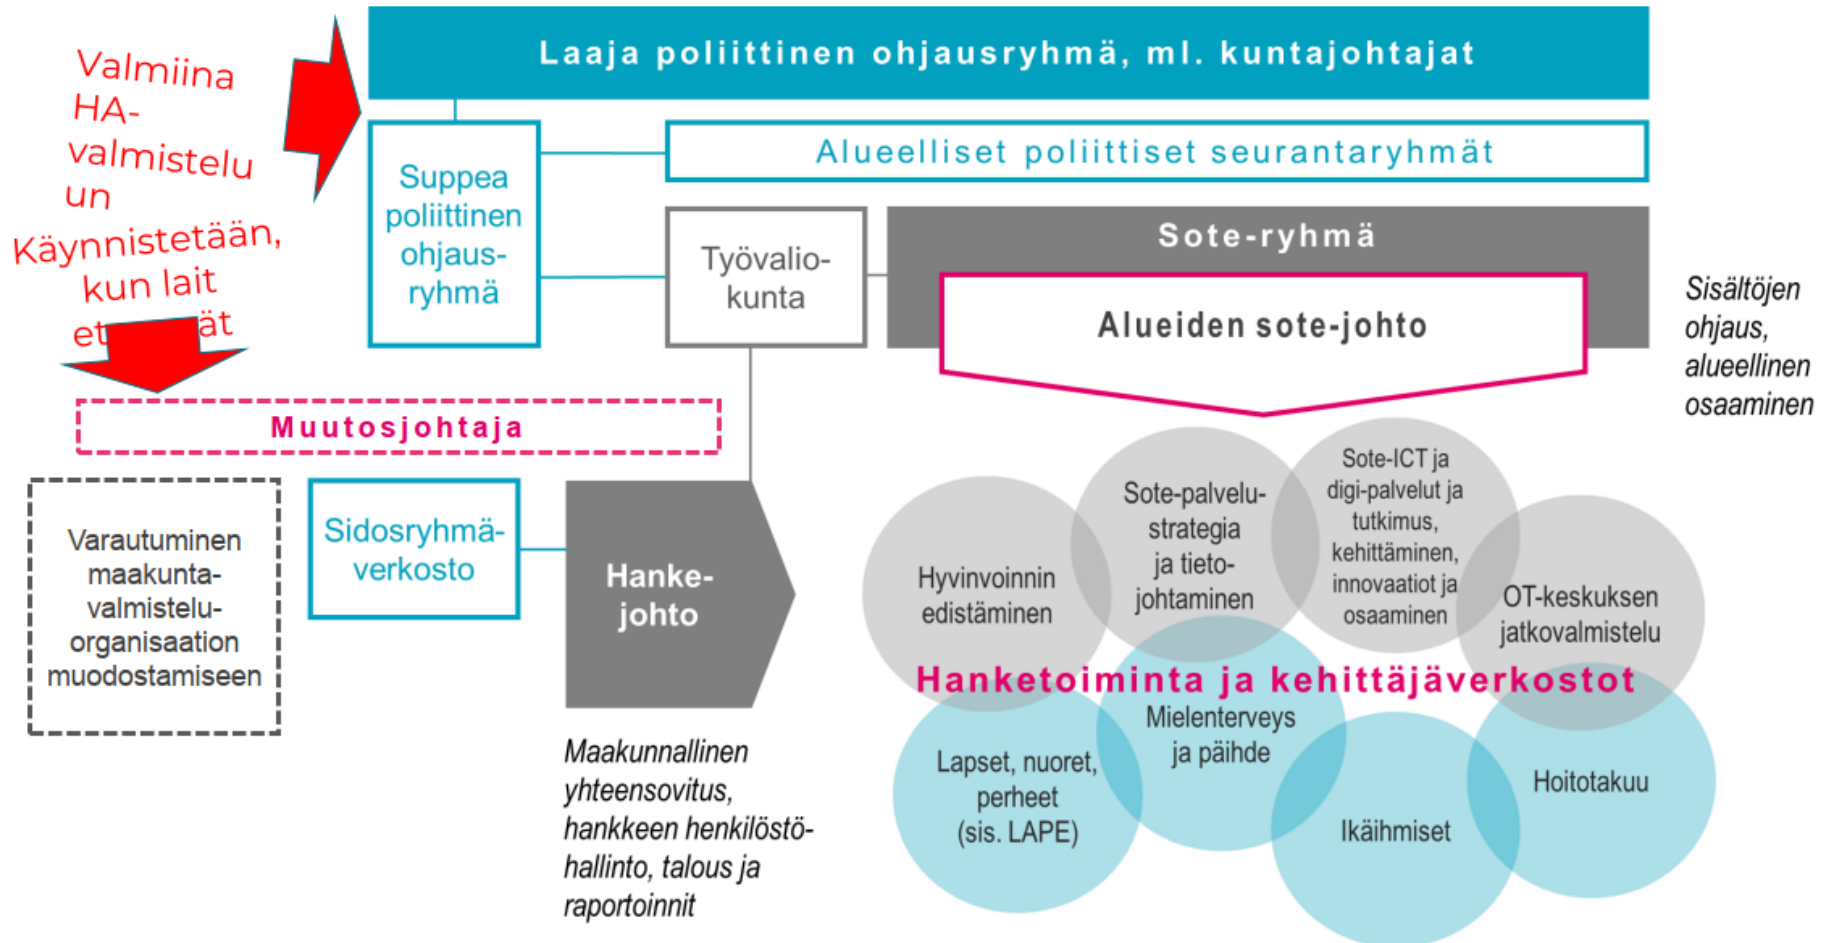 Valmiina
HA-
valmistelu
un
Käynnistetään,
kun lait
Laaja poliittinen ohjausryhmä, ml. kuntajohtajat
Suppea
poliittinen
ohjaus-
ryhmä
Alueelliset poliittiset seurantaryhmät
Työvalio-
kunta
Sote-ryhmä
Alueiden sote-johto
Sisältöjen
ohjaus,
alueellinen
osaaminen
Muutosjohtaja
Varautuminen
maakunta-
valmistelu-
organisaation
muodostamiseen
Sidosryhmä-
verkosto
Hanke-
johto
Maakunnallinen
yhteensovitus,
hankkeen henkilöstö-
hallinto, talous ja
raportoinnit
Hyvinvoinnin
edistäminen
Sote-palvelu-
strategia
ja tieto-
johtaminen
Sote-ICT ja
digi-palvelut ja
tutkimus,
kehittäminen,
innovaatiot ja
osaaminen
OT-keskuksen
jatkovalmistelu
Hanketoiminta ja kehittäjäverkostot
Lapset, nuoret,
perheet
(sis. LAPE)
Mielenterveys
ja päihde
Ikäihmiset
Hoitotakuu